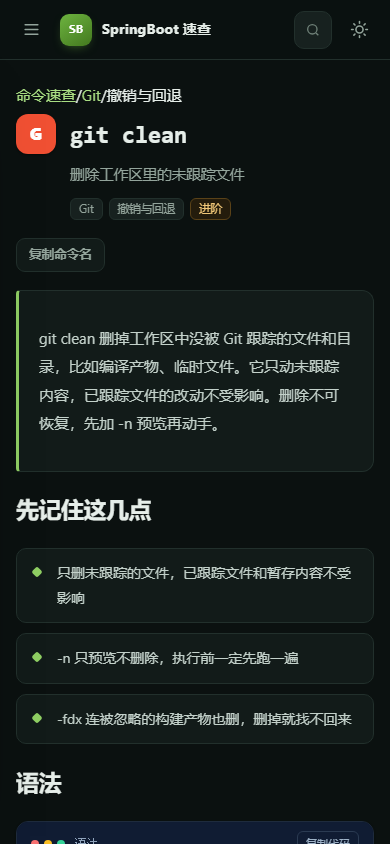 SB SpringBoot 速查
命令速查/Git/撤销与回退
G git clean
删除工作区里的未跟踪文件
Git 撤销与回退 进阶
复制命令名
git clean 删掉工作区中没被 Git 跟踪的文件和目
录，比如编译产物、临时文件。它只动未跟踪
内容，已跟踪文件的改动不受影响。删除不可
恢复，先加 -n 预览再动手。
先记住这几点
只删未跟踪的文件，已跟踪文件和暂存内容不受
影响
-n 只预览不删除，执行前一定先跑一遍
-fdx 连被忽略的构建产物也删，删掉就找不回来
语法
语法 复制代码